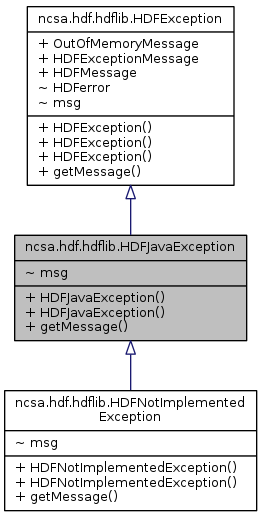 ncsa.hdf.hdflib.HDFException
+ OutOfMemoryMessage
+ HDFExceptionMessage
+ HDFMessage
~ HDFerror
~ msg
+ HDFException()
+ HDFException()
+ HDFException()
+ getMessage()
ncsa.hdf.hdflib.HDFJavaException
~ msg
+ HDFJavaException()
+ HDFJavaException()
+ getMessage()
ncsa.hdf.hdflib.HDFNotImplemented
Exception
~ msg
+ HDFNotImplementedException()
+ HDFNotImplementedException()
+ getMessage()